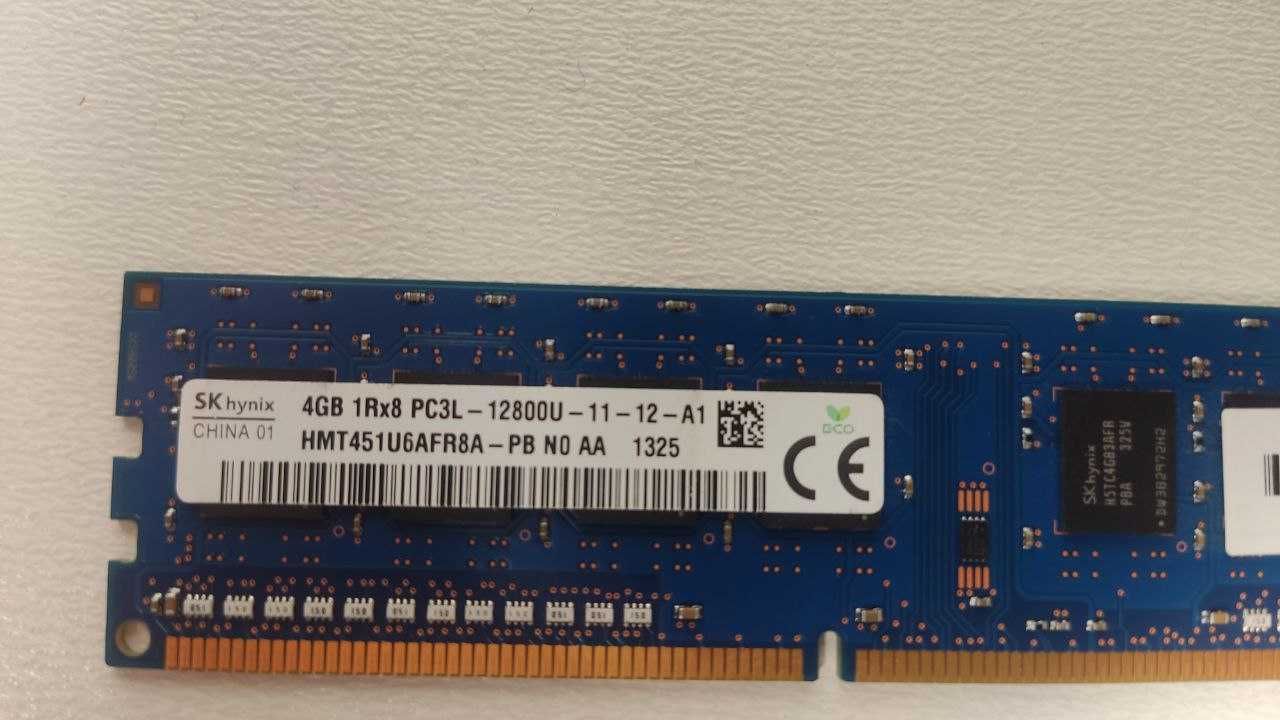 SK hynix
CHINA 01
4GB 1Rx8 PC3L-12800U-11-12-A1
HMT451U6AFR8A-PB N0 AA 1325
ECO
CE
SK hynix
H5TC4G83AFR
PBA 325V